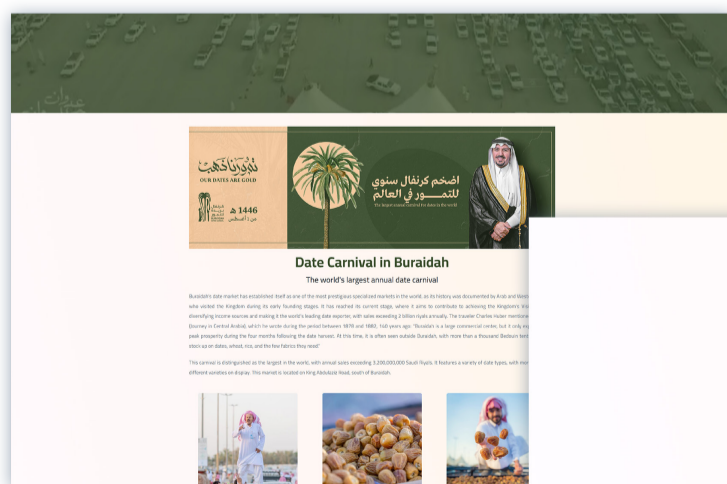 تمورنا ذهب
OUR DATES ARE GOLD
1446 هـ
من 1 أغسطس
اضخم كرنفال سنوي
للتمــور في العالم
The largest annual carnival for dates in the world
Date Carnival in Buraidah
The world's largest annual date carnival
Buraidah's date market has established itself as one of the most prestigious specialized markets in the world, as its history was documented by Arab and
who visited the Kingdom during its early founding stages. It has reached its current stage, where it aims to contribute to achieving the Kingdom's
diversifying income sources and making it the world's leading date exporter, with sales exceeding 2 billion riyals annually. The traveler Charles Huber
(Journey in Central Arabia) which he wrote during the period between 1878 and 1882, 140 years ago: "Buraidah is a large commercial center, but it only
peak prosperity during the four months following the date harvest. At this time, it is often seen outside Buraidah, with more than a thousand Bedouin
stock up on dates, wheat, rice, and the few fabrics they need."
This carnival is distinguished as the largest in the world, with annual sales exceeding 3,200,000,000 Saudi Riyals. It features a variety of date types, with
different varieties on display. This market is located on King Abdulaziz Road, south of Buraidah.